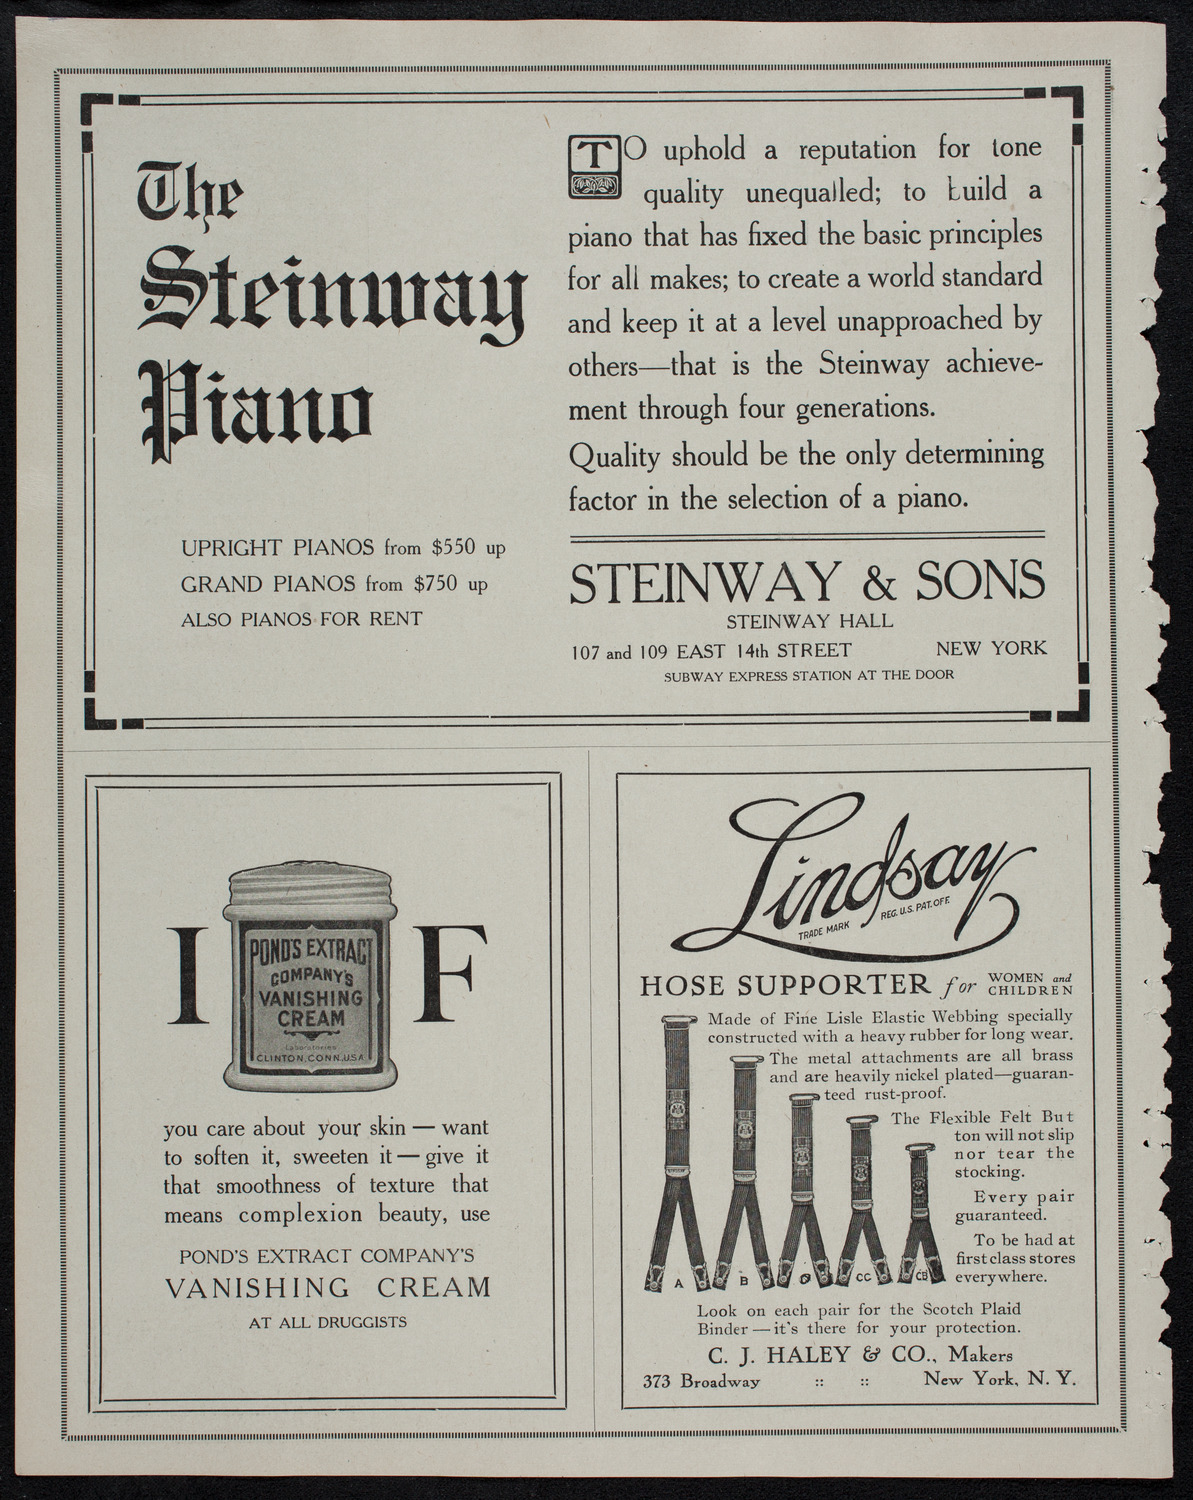 The
Steinway
Piano
UPRIGHT PIANOS from $550 up
GRAND PIANOS from $750 up
ALSO PIANOS FOR RENT
TO uphold a reputation for tone
quality unequalled; to build a
piano that has fixed the basic principles
for all makes; to create a world standard
and keep it at a level unapproached by
others—that is the Steinway achieve-
ment through four generations.
Quality should be the only determining
factor in the selection of a piano.
STEINWAY & SONS
STEINWAY HALL
107 and 109 EAST 14th STREET NEW YORK
SUBWAY EXPRESS STATION AT THE DOOR
I F
POND'S EXTRACT
COMPANY'S
VANISHING
CREAM
Laboratories
CLINTON, CONN. U.S.A
you care about your skin — want
to soften it, sweeten it — give it
that smoothness of texture that
means complexion beauty, use
POND'S EXTRACT COMPANY'S
VANISHING CREAM
AT ALL DRUGGISTS
Lindsay
TRADE MARK REG. U.S. PAT. OFF.
HOSE SUPPORTER for WOMEN and CHILDREN
Made of Fine Lisle Elastic Webbing specially
constructed with a heavy rubber for long wear.
The metal attachments are all brass
and are heavily nickel plated—guaran-
teed rust-proof.
The Flexible Felt But
ton will not slip
nor tear the
stocking.
Every pair
guaranteed.
To be had at
first class stores
everywhere.
A B CC CB
Look on each pair for the Scotch Plaid
Binder — it's there for your protection.
C. J. HALEY & CO., Makers
373 Broadway :: :: New York, N. Y.